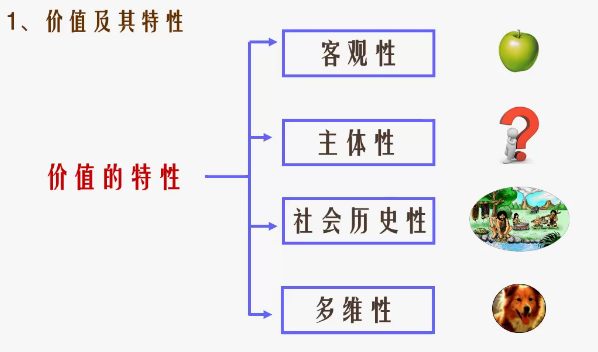 1、价值及其特性
客观性
主体性
价值的特性
社会历史性
多维性